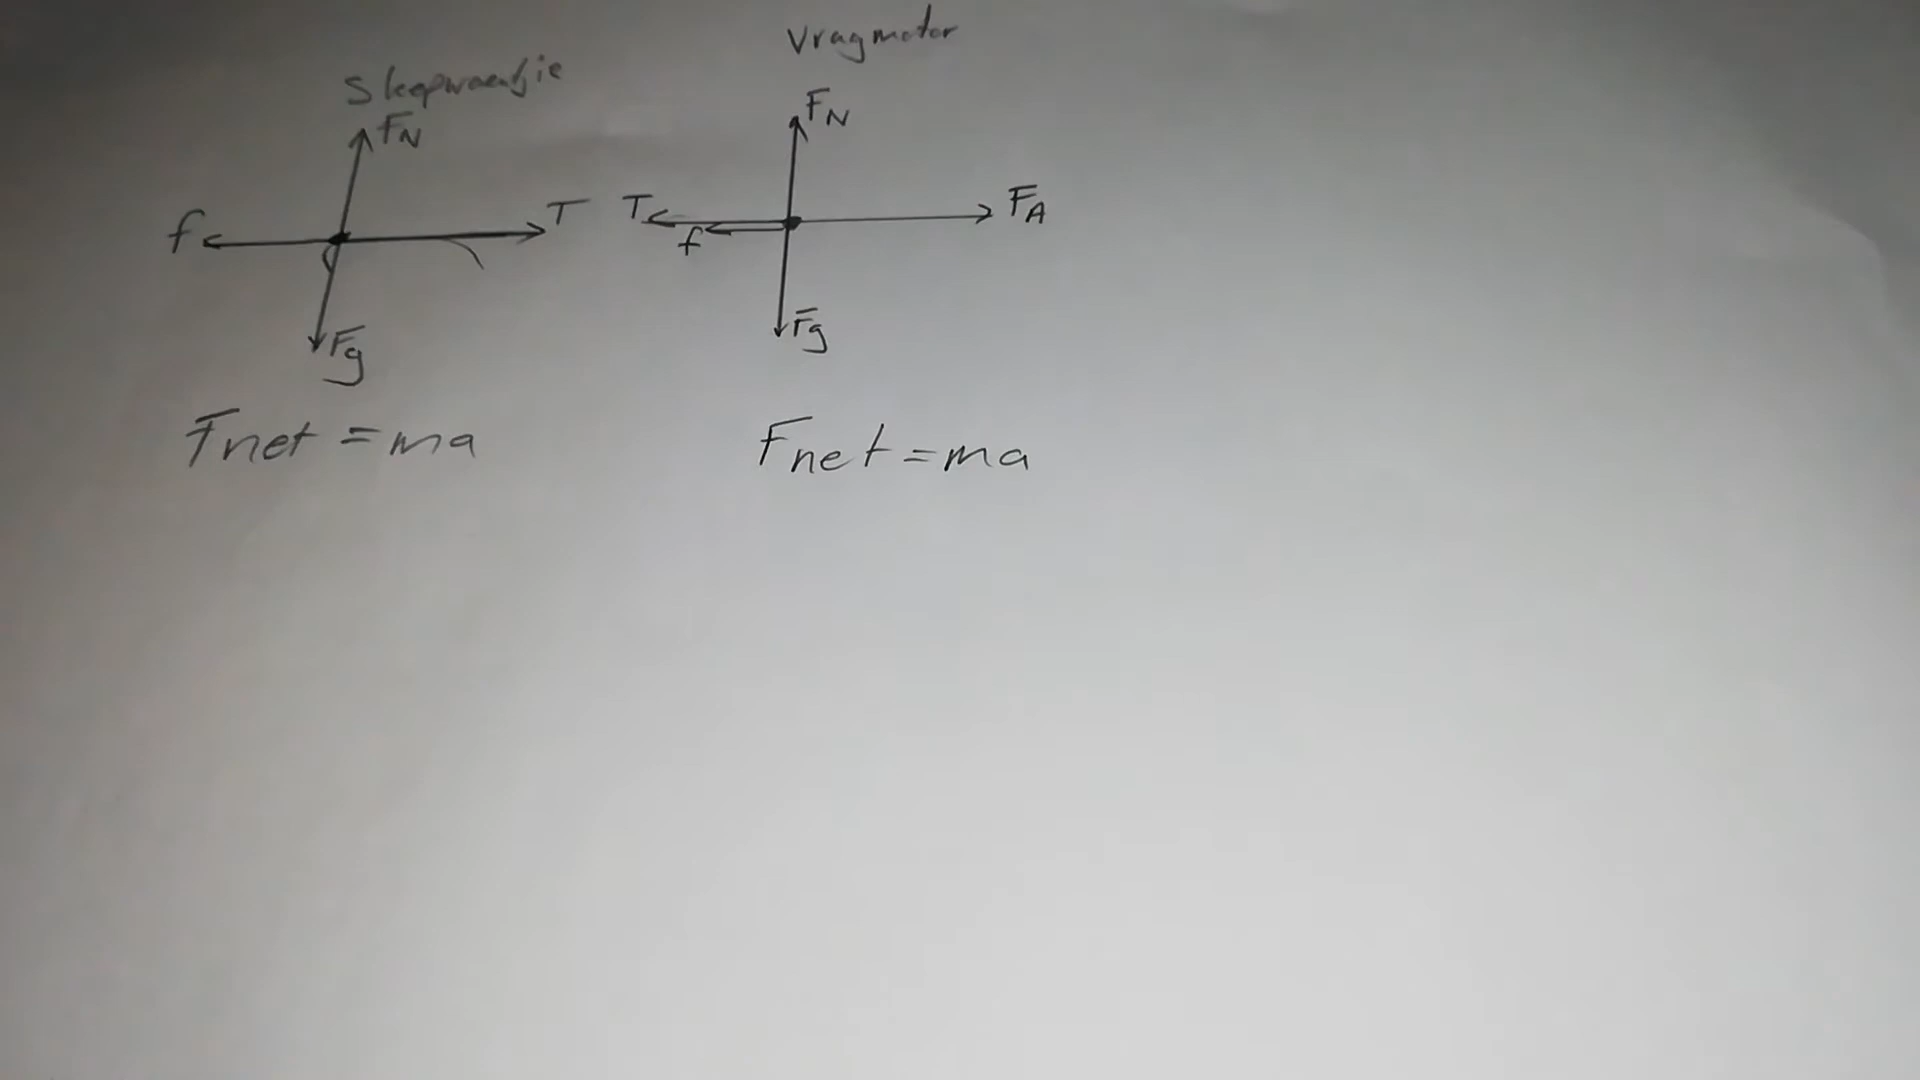 Vragmotor
Sleepwaentjie
FN
FN
f
T
T
f
FA
Fg
Fg
Fnet = ma
Fnet = ma